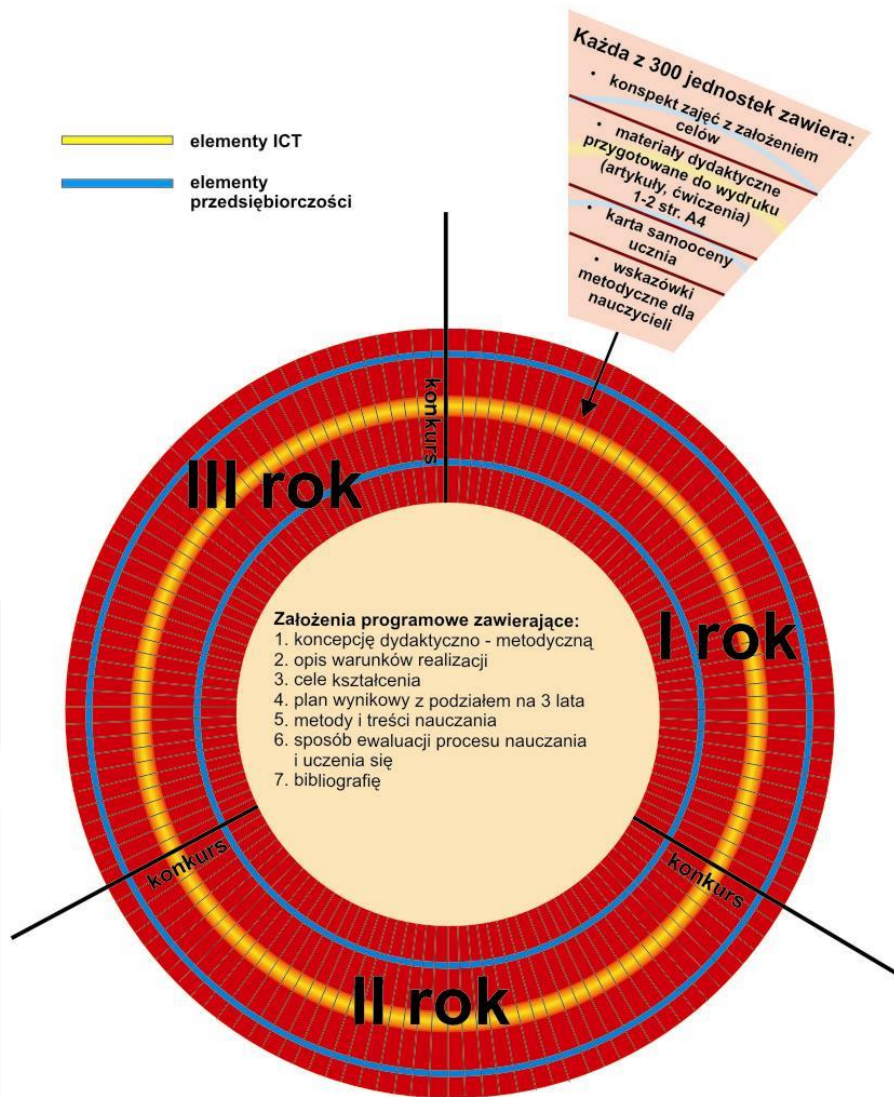 Każda z 300 jednostek zawiera:
• konspekt zajęć z założeniem
celów
• materiały dydaktyczne
przygotowane do wydruku
(artykuły, ćwiczenia)
1-2 str. A4
• karta samooceny
ucznia
• wskazówki
metodyczne dla
nauczycieli
elementy ICT
elementy
przedsiębiorczości
konkurs
III rok
I rok
Założenia programowe zawierające:
1. koncepcję dydaktyczno - metodyczną
2. opis warunków realizacji
3. cele kształcenia
4. plan wynikowy z podziałem na 3 lata
5. metody i treści nauczania
6. sposób ewaluacji procesu nauczania
i uczenia się
7. bibliografię
konkurs
konkurs
II rok